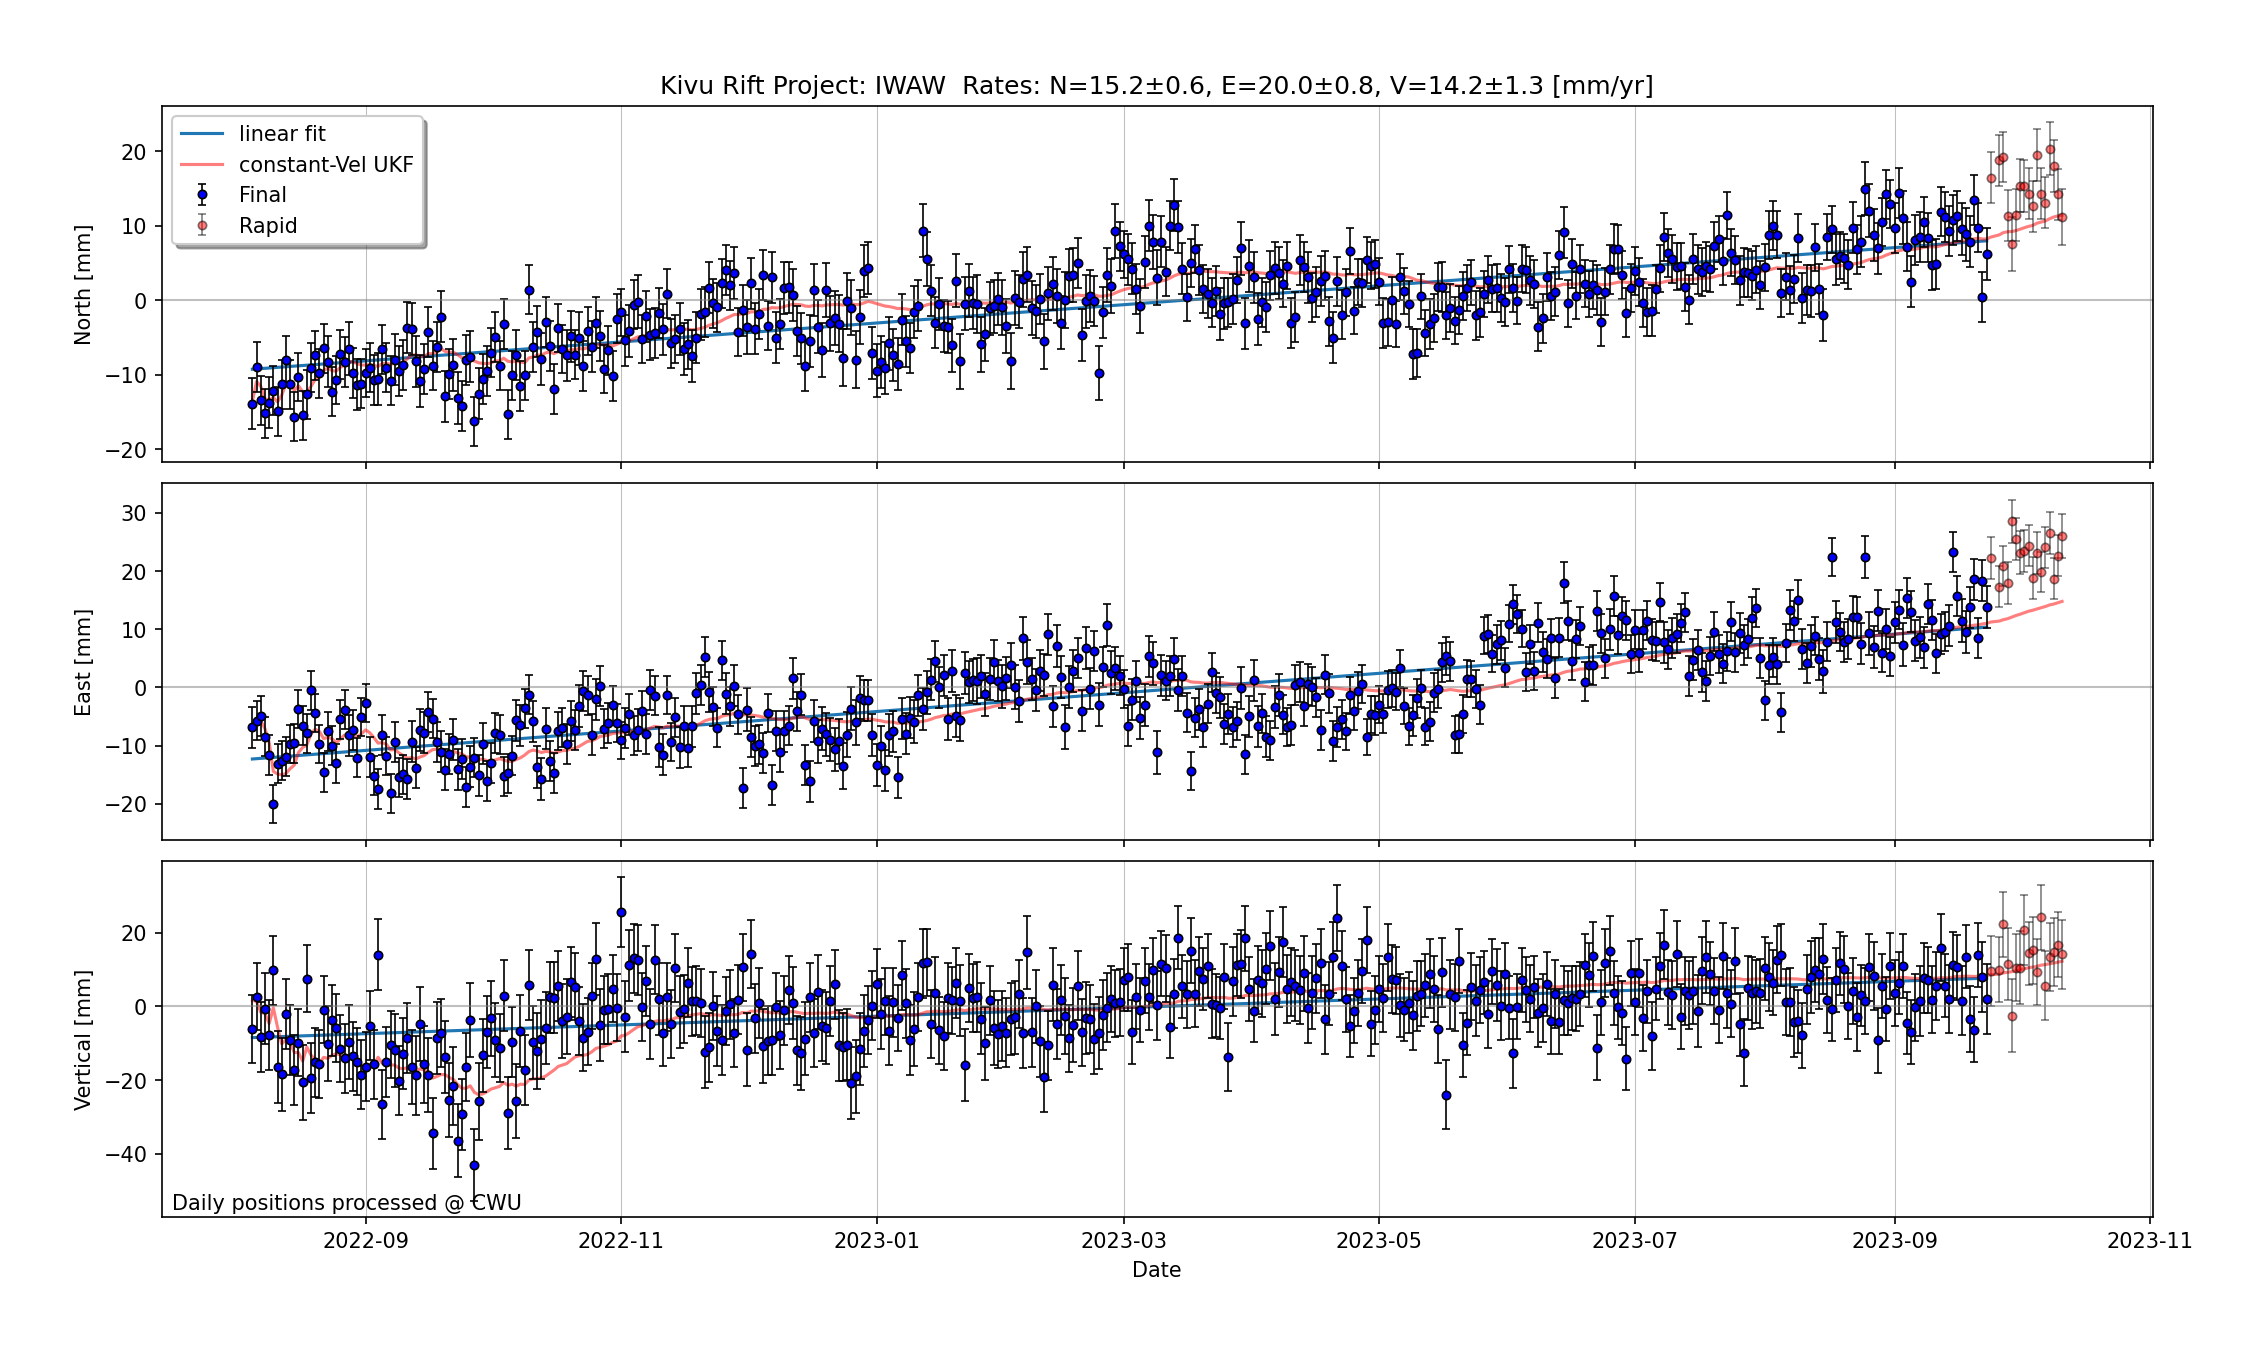 Kivu Rift Project: IWAW  Rates: N=15.2±0.6, E=20.0±0.8, V=14.2±1.3 [mm/yr]
linear fit
constant-Vel UKF
Final
Rapid
North [mm]
20
10
0
−10
−20
East [mm]
30
20
10
0
−10
−20
Vertical [mm]
20
0
−20
−40
Daily positions processed @ CWU
2022-09 2022-11 2023-01 2023-03 2023-05 2023-07 2023-09 2023-11
Date